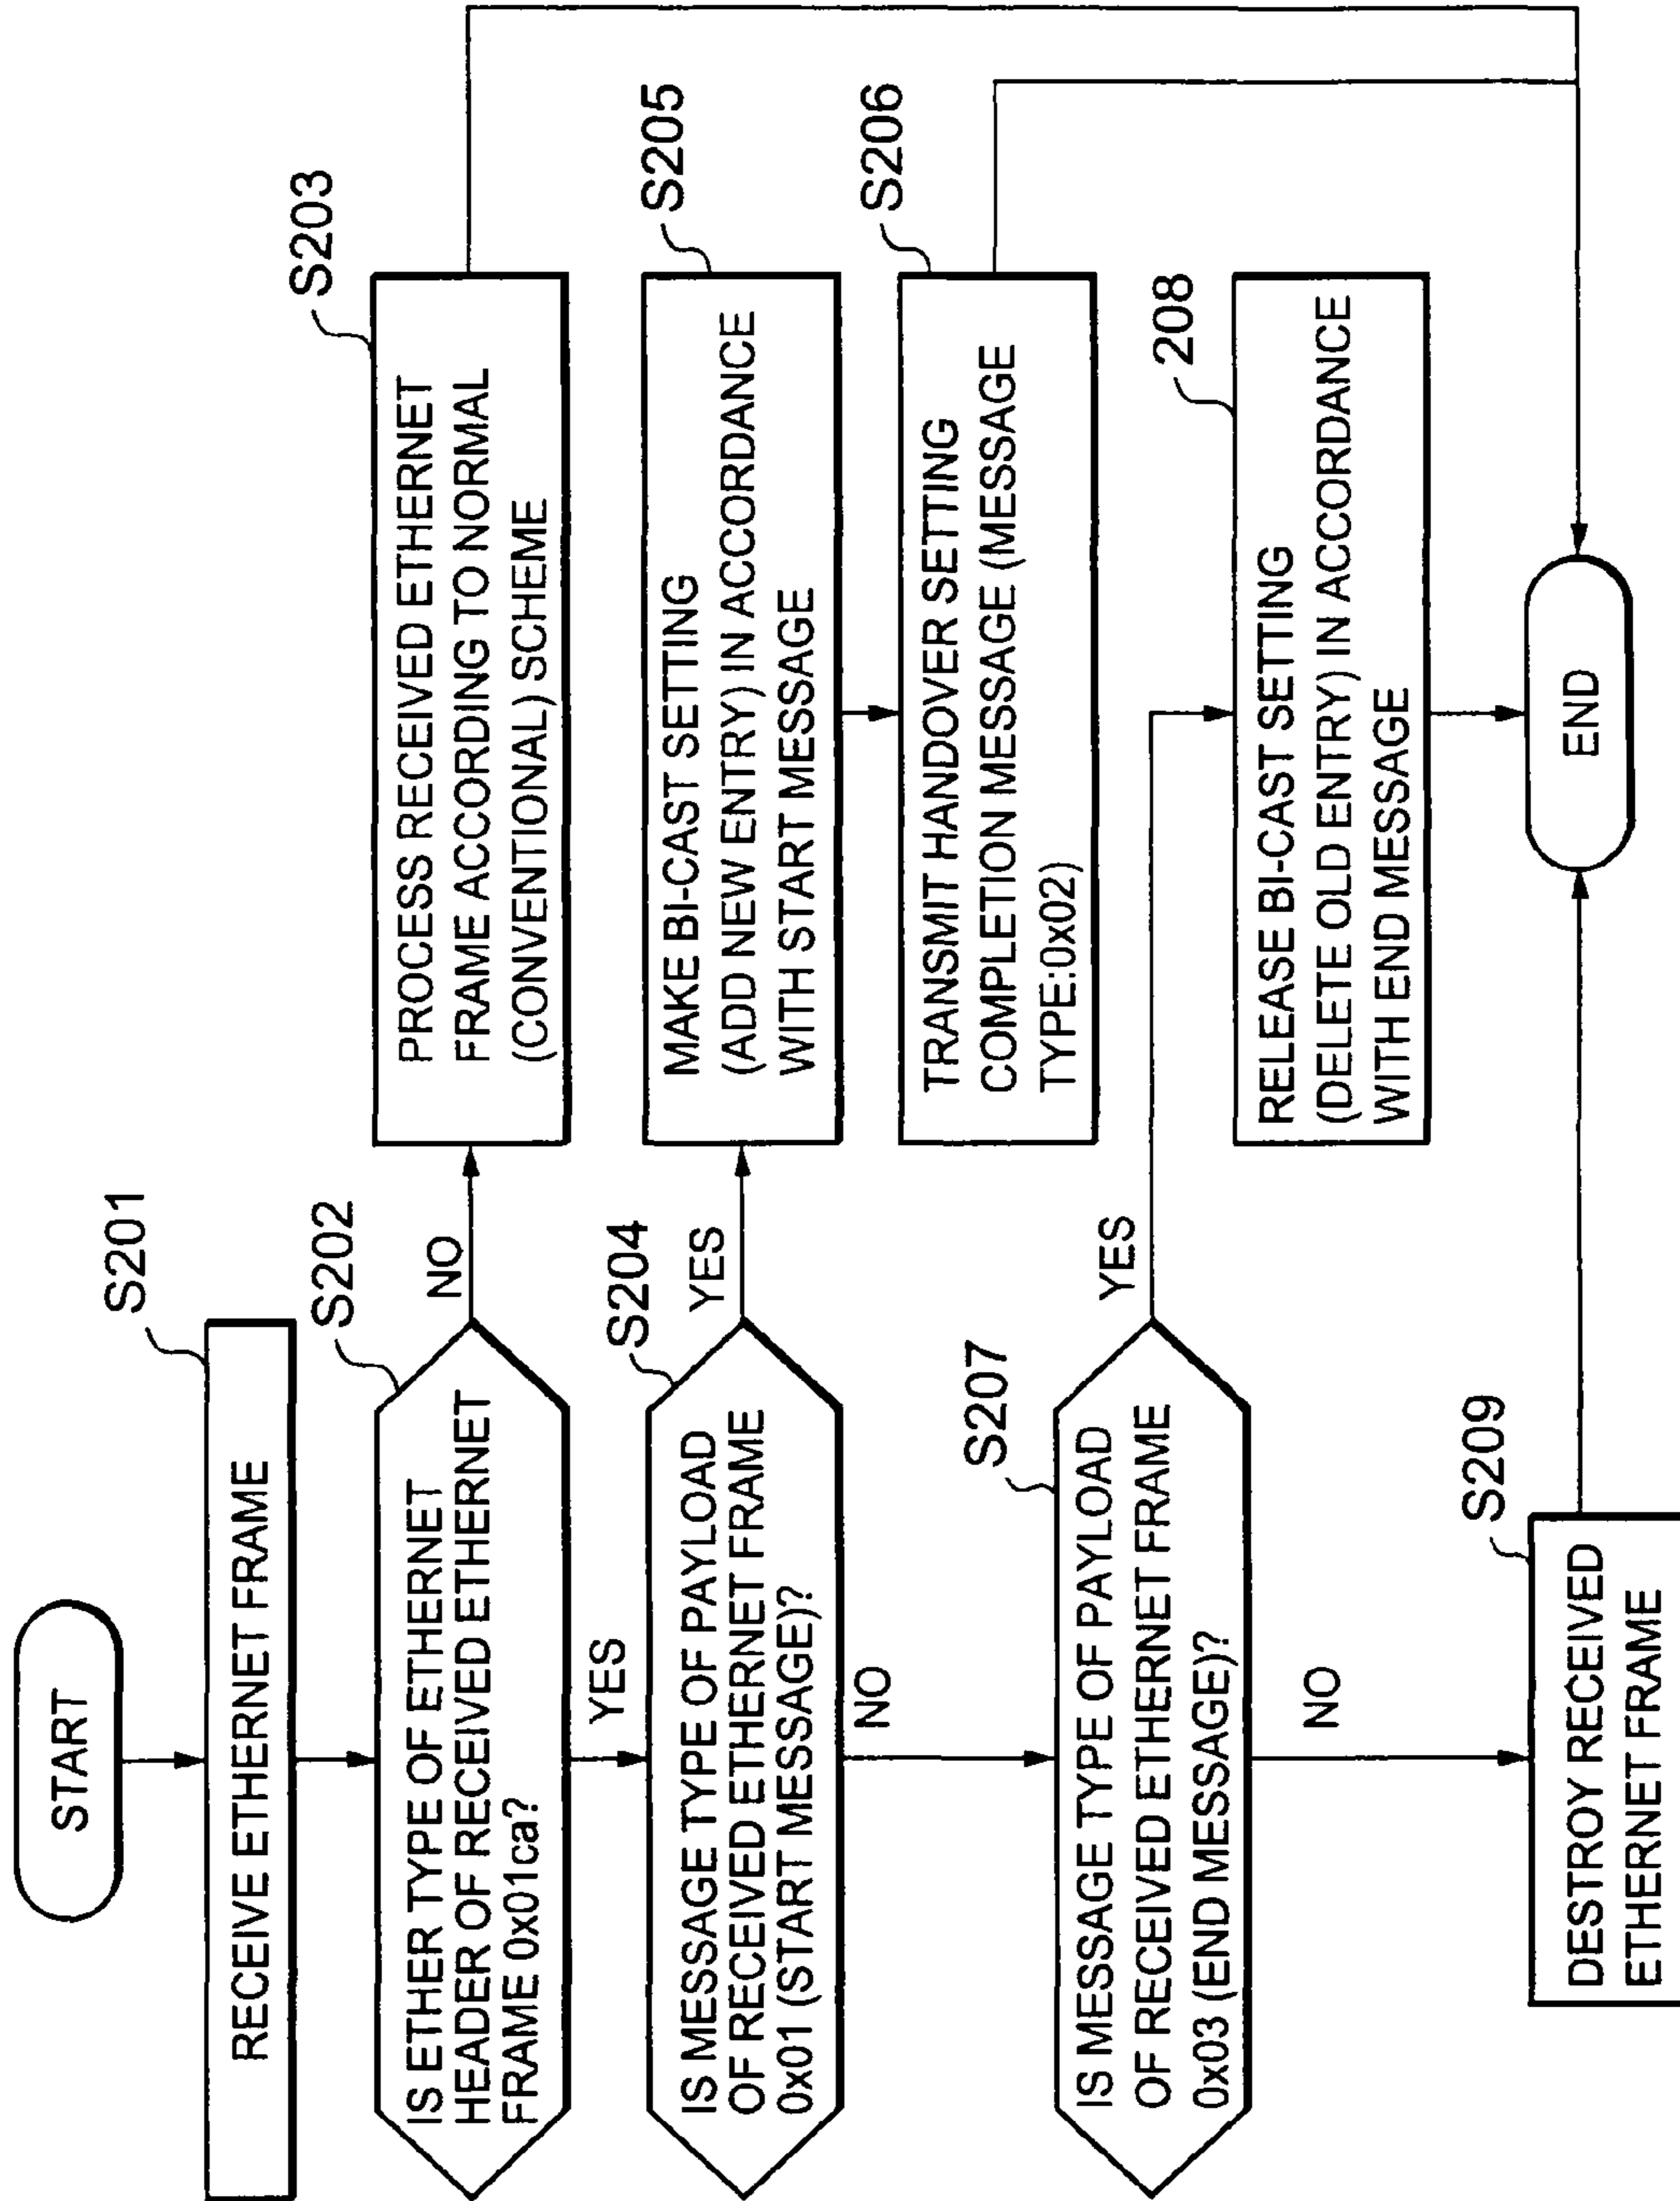 START
S201
RECEIVE ETHERNET FRAME
S202
IS ETHER TYPE OF ETHERNET
HEADER OF RECEIVED ETHERNET
FRAME 0x01ca?
NO
S203
PROCESS RECEIVED ETHERNET
FRAME ACCORDING TO NORMAL
(CONVENTIONAL) SCHEME
YES
S204
IS MESSAGE TYPE OF PAYLOAD
OF RECEIVED ETHERNET FRAME
0x01 (START MESSAGE)?
YES
S205
MAKE BI-CAST SETTING
(ADD NEW ENTRY) IN ACCORDANCE
WITH START MESSAGE
S206
TRANSMIT HANDOVER SETTING
COMPLETION MESSAGE (MESSAGE
TYPE:0x02)
NO
S207
IS MESSAGE TYPE OF PAYLOAD
OF RECEIVED ETHERNET FRAME
0x03 (END MESSAGE)?
YES
208
RELEASE BI-CAST SETTING
(DELETE OLD ENTRY) IN ACCORDANCE
WITH END MESSAGE
NO
S209
DESTROY RECEIVED
ETHERNET FRAME
END